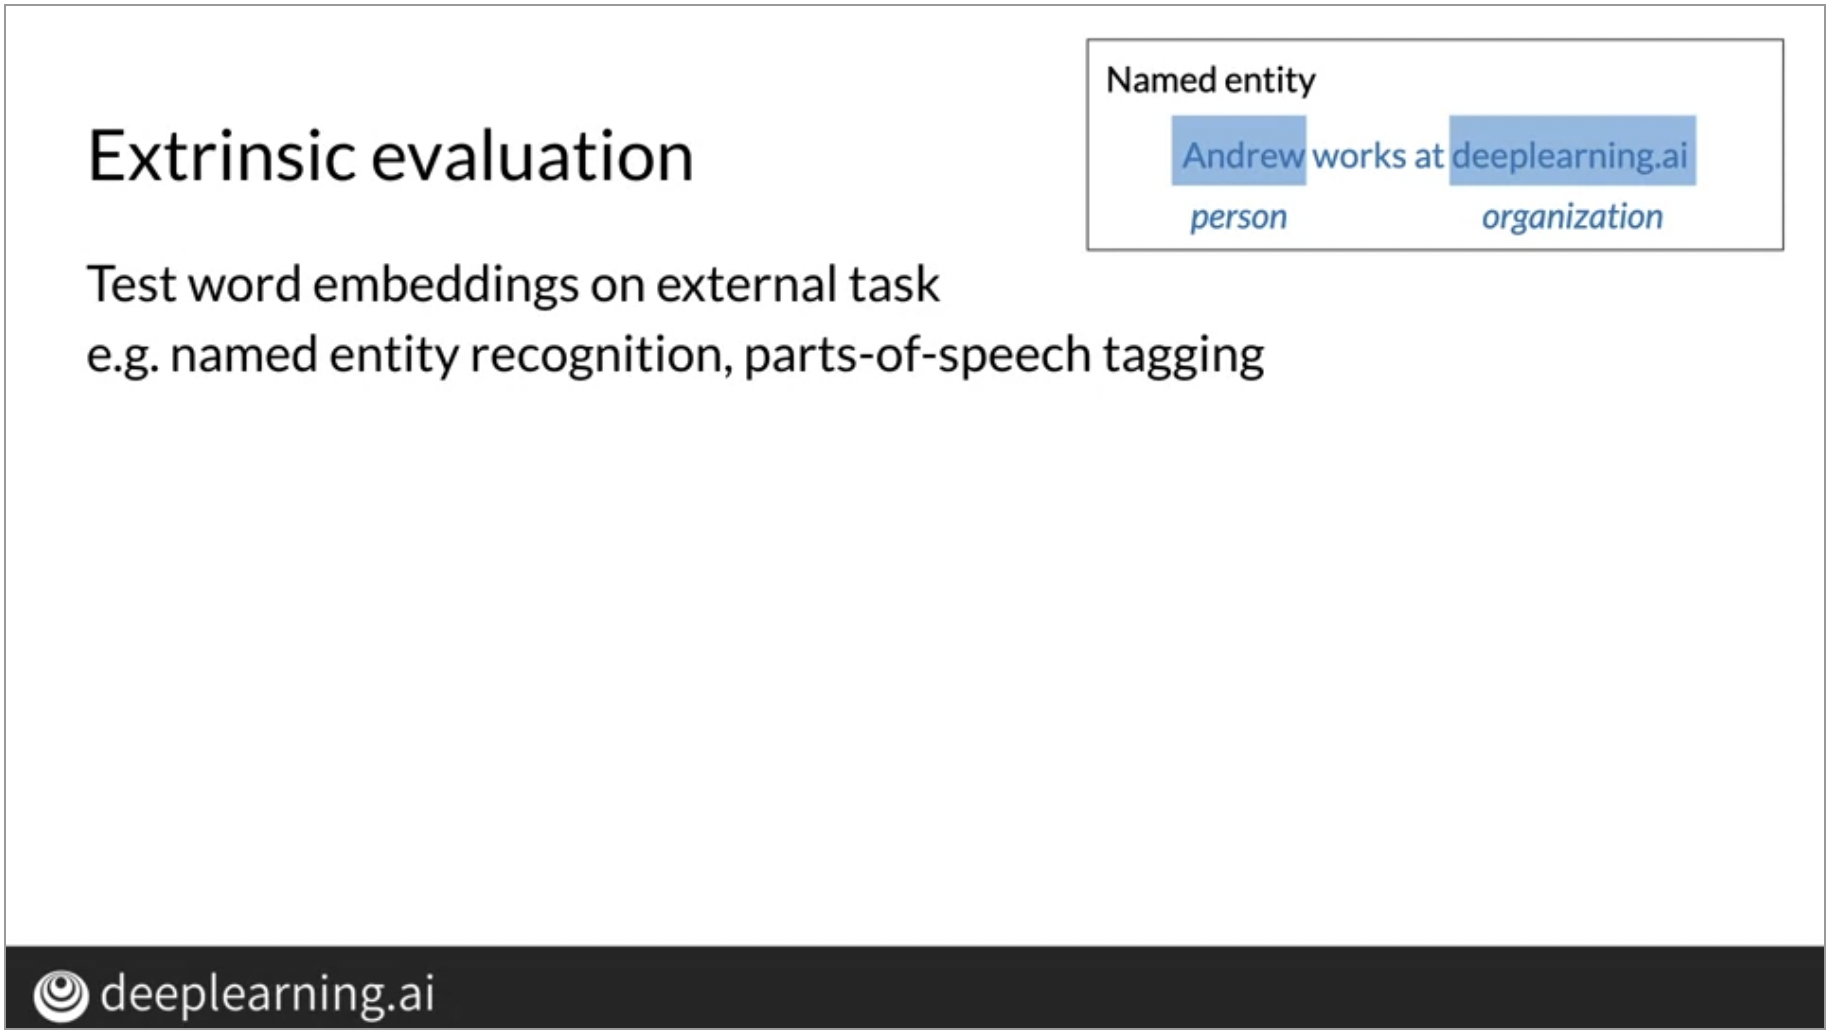 Extrinsic evaluation
Test word embeddings on external task
e.g. named entity recognition, parts-of-speech tagging
Named entity
Andrew works at deeplearning.ai
person organization
deeplearning.ai